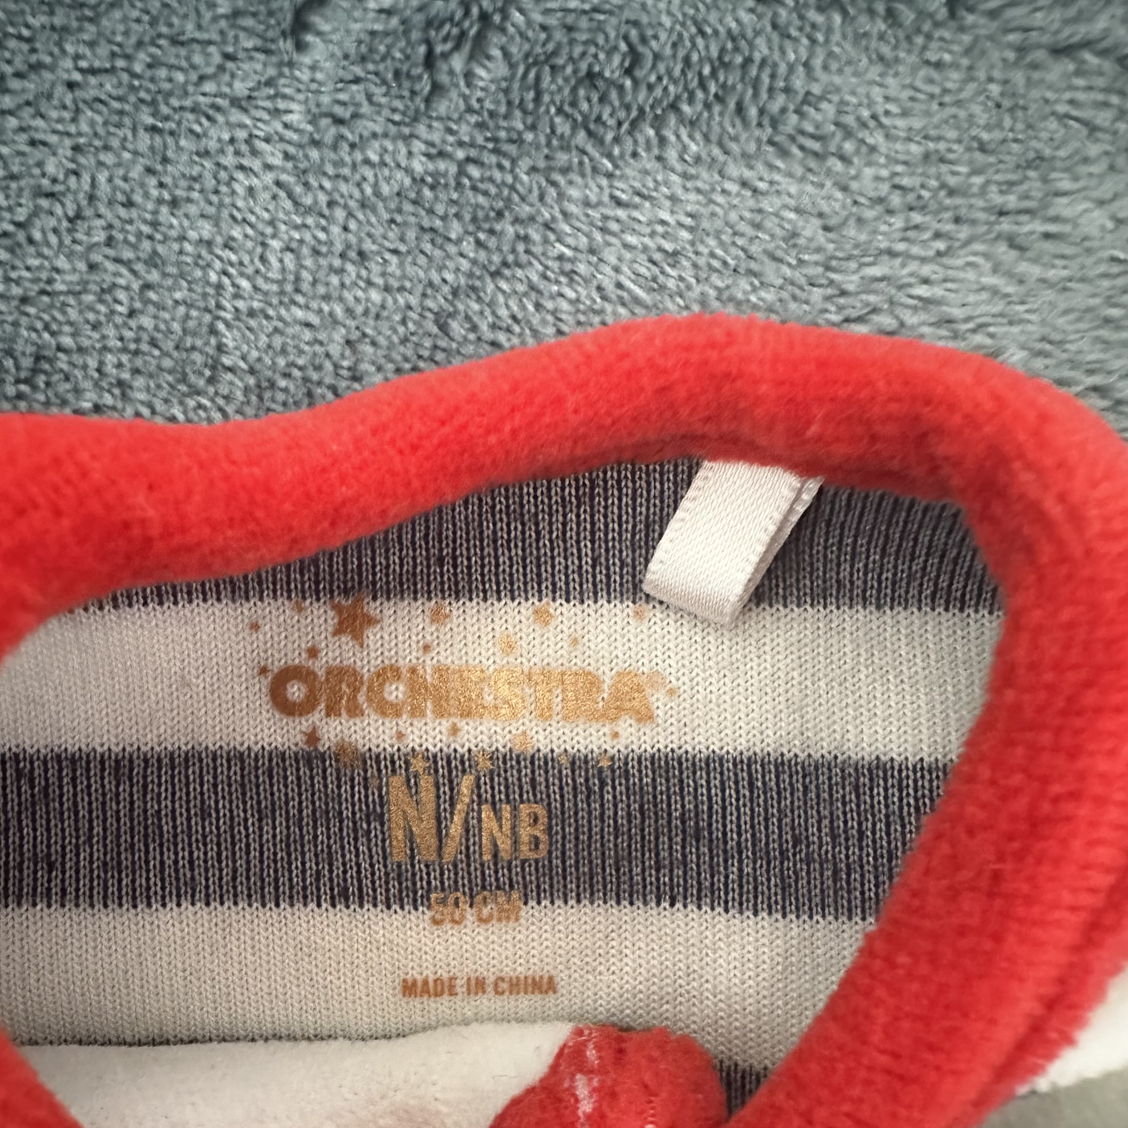 ORCHESTRA
N/NB
50 CM
MADE IN CHINA